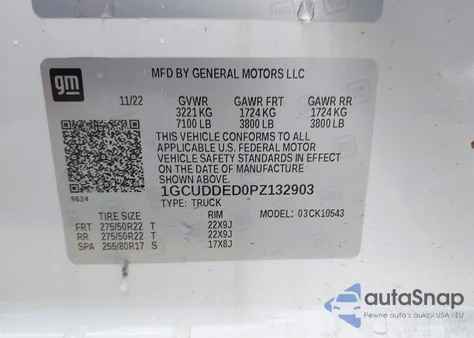 gm
MFD BY GENERAL MOTORS LLC
11/22 GVWR GAWR FRT GAWR RR
3221 KG 1724 KG 1724 KG
7100 LB 3800 LB 3800 LB
THIS VEHICLE CONFORMS TO ALL
APPLICABLE U.S. FEDERAL MOTOR
VEHICLE SAFETY STANDARDS IN EFFECT
ON THE DATE OF MANUFACTURE
SHOWN ABOVE.
9624
1GCUDDED0PZ132903
TYPE: TRUCK MODEL: 03CK10543
TIRE SIZE RIM
FRT 275/50R22 T 22X9J
RR 275/50R22 T 22X9J
SPA 255/80R17 S 17X8J
autoSnap
Pewne auta z aukcji USA - EU